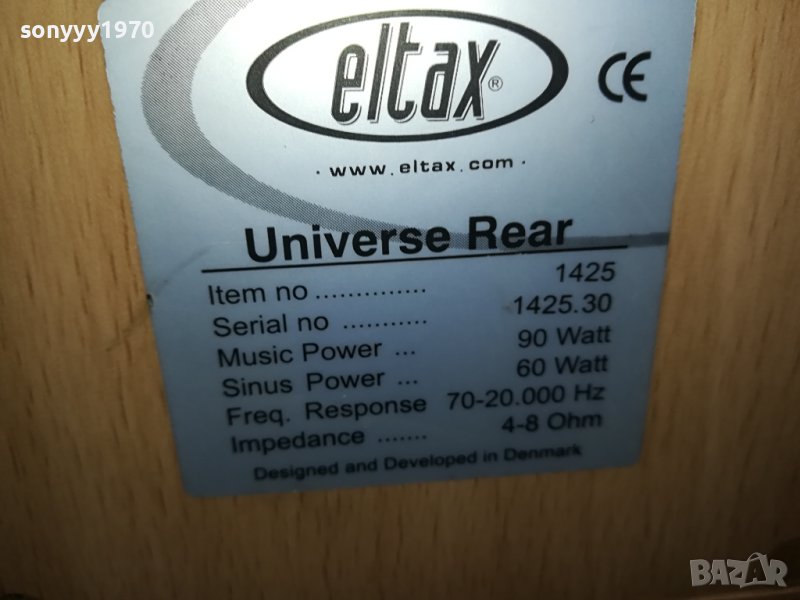 sonyyy1970
eltax®
CE
· www.eltax.com ·
Universe Rear
Item no .............. 1425
Serial no ........... 1425.30
Music Power ... 90 Watt
Sinus Power ... 60 Watt
Freq. Response 70-20.000 Hz
Impedance ....... 4-8 Ohm
Designed and Developed in Denmark
BAZAR